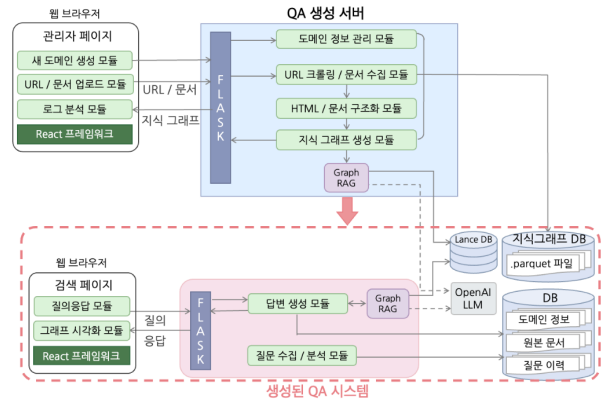 웹 브라우저
관리자 페이지
새 도메인 생성 모듈
URL / 문서 업로드 모듈
로그 분석 모듈
React 프레임워크
URL / 문서
지식 그래프
QA 생성 서버
FLASK
도메인 정보 관리 모듈
URL 크롤링 / 문서 수집 모듈
HTML / 문서 구조화 모듈
지식 그래프 생성 모듈
Graph
RAG
웹 브라우저
검색 페이지
질의응답 모듈
그래프 시각화 모듈
React 프레임워크
질의
응답
FLASK
답변 생성 모듈
Graph
RAG
질문 수집 / 분석 모듈
Lance DB
OpenAI
LLM
지식그래프 DB
.parquet 파일
DB
도메인 정보
원본 문서
질문 이력
생성된 QA 시스템